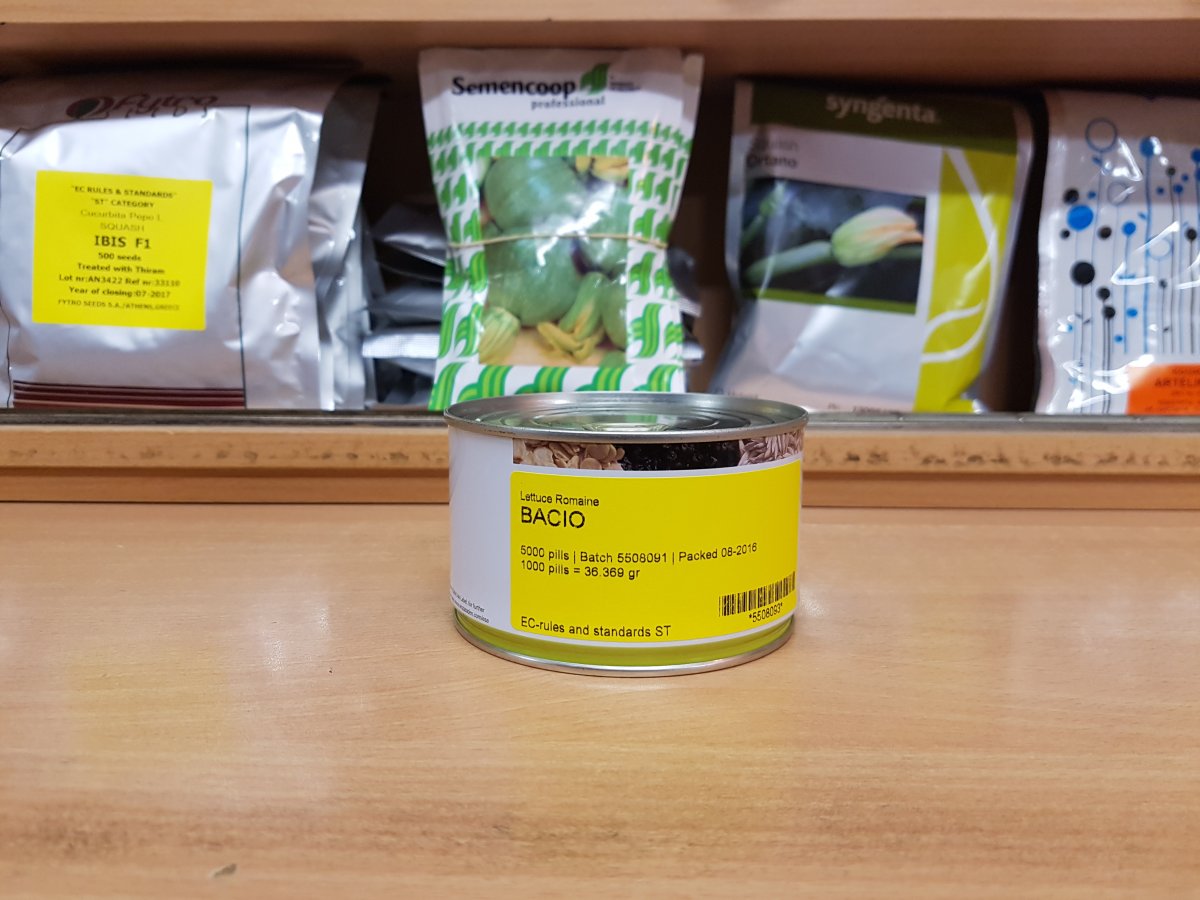 "EC RULES & STANDARDS"
"ST" CATEGORY
Cucurbita Pepo L
SQUASH
IBIS F1
500 seeds
Treated with Thiram
Lot nr:AN3422 Ref nr:33110
Year of closing:07-2017
FYTRO SEEDS S.A./ATHENS,GREECE
Semencoop
professional
syngenta
Squash
Ortano
Lettuce Romaine
BACIO
5000 pills | Batch 5508091 | Packed 08-2016
1000 pills = 36.369 gr
*5508093*
EC-rules and standards ST